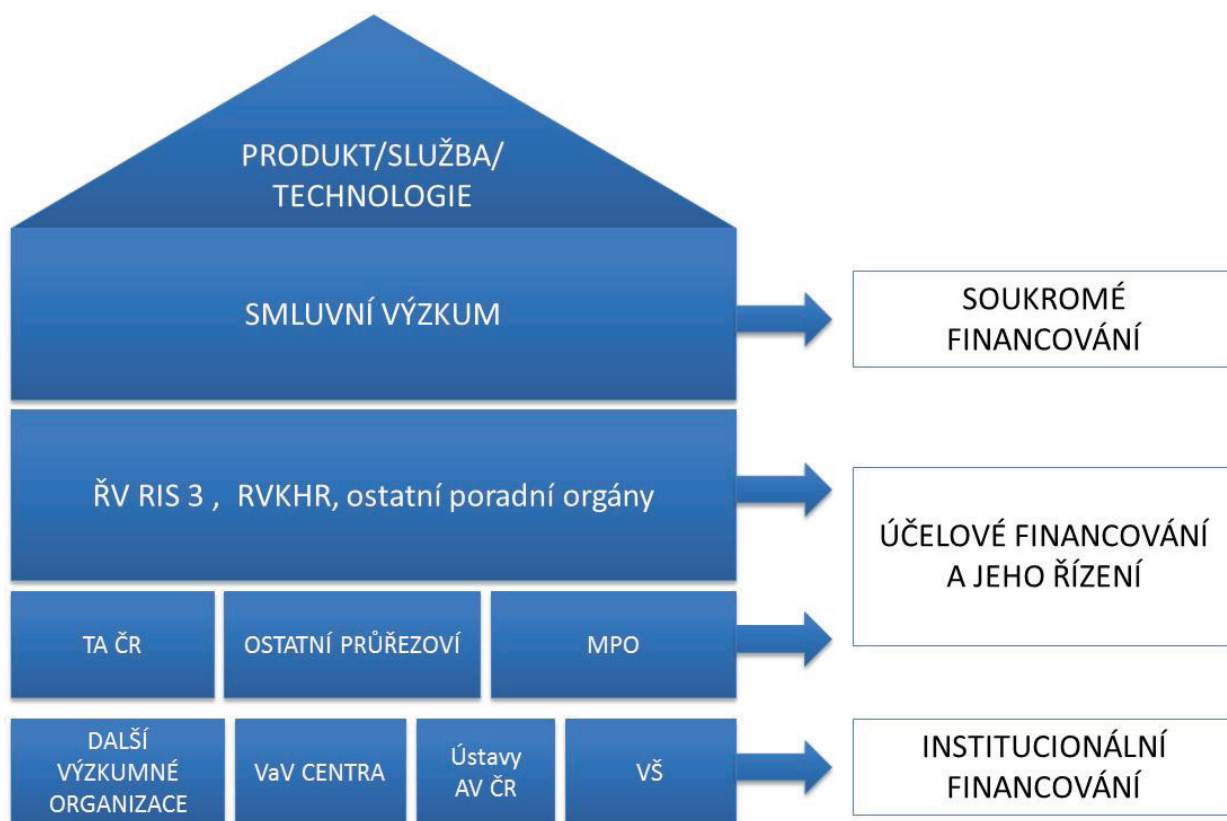 PRODUKT/SLUŽBA/
TECHNOLOGIE
SMLUVNÍ VÝZKUM
SOUKROMÉ
FINANCOVÁNÍ
ŘV RIS 3 , RVKHR, ostatní poradní orgány
ÚČELOVÉ FINANCOVÁNÍ
A JEHO ŘÍZENÍ
TA ČR
OSTATNÍ PRŮŘEZOVÍ
MPO
DALŠÍ
VÝZKUMNÉ
ORGANIZACE
VaV CENTRA
Ústavy
AV ČR
VŠ
INSTITUCIONÁLNÍ
FINANCOVÁNÍ